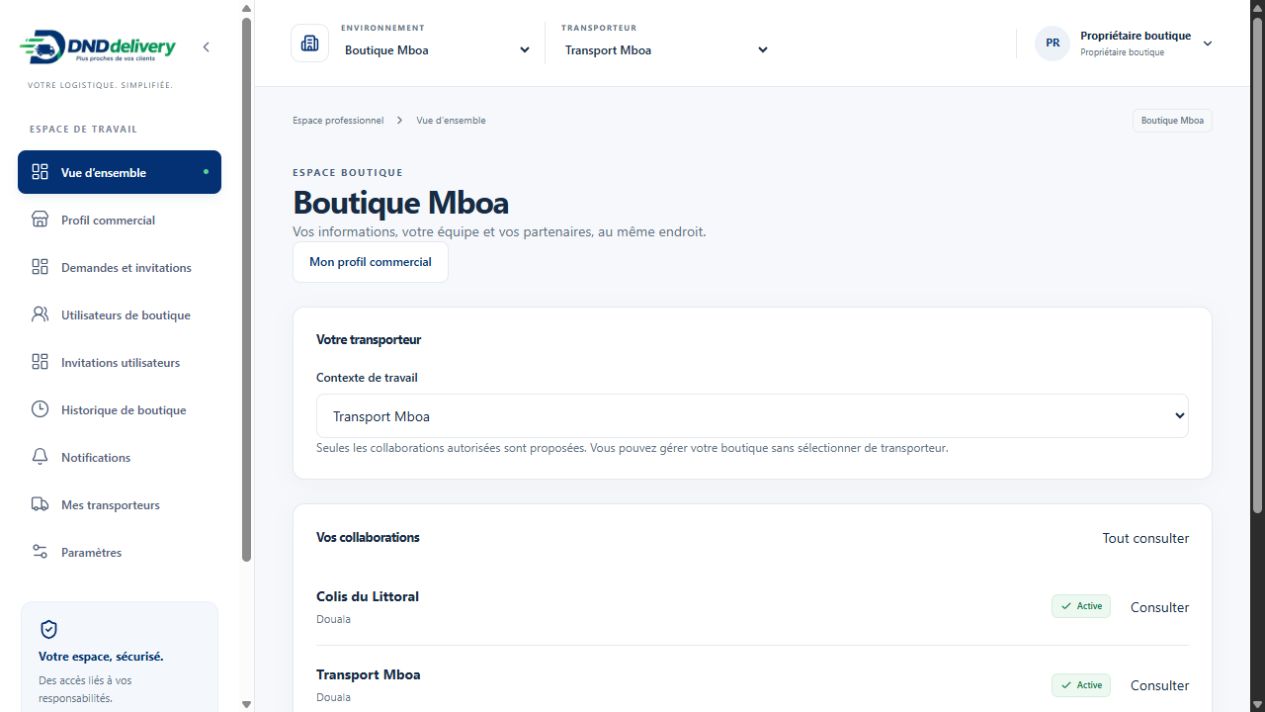 DNDdelivery
Plus proches de vos clients
VOTRE LOGISTIQUE. SIMPLIFIÉE.
ESPACE DE TRAVAIL
Vue d'ensemble
Profil commercial
Demandes et invitations
Utilisateurs de boutique
Invitations utilisateurs
Historique de boutique
Notifications
Mes transporteurs
Paramètres
Votre espace, sécurisé.
Des accès liés à vos
responsabilités.
ENVIRONNEMENT
Boutique Mboa
TRANSPORTEUR
Transport Mboa
PR
Propriétaire boutique
Propriétaire boutique
Espace professionnel
Vue d'ensemble
Boutique Mboa
ESPACE BOUTIQUE
Boutique Mboa
Vos informations, votre équipe et vos partenaires, au même endroit.
Mon profil commercial
Votre transporteur
Contexte de travail
Transport Mboa
Seules les collaborations autorisées sont proposées. Vous pouvez gérer votre boutique sans sélectionner de transporteur.
Vos collaborations
Tout consulter
Colis du Littoral
Douala
Active
Consulter
Transport Mboa
Douala
Active
Consulter